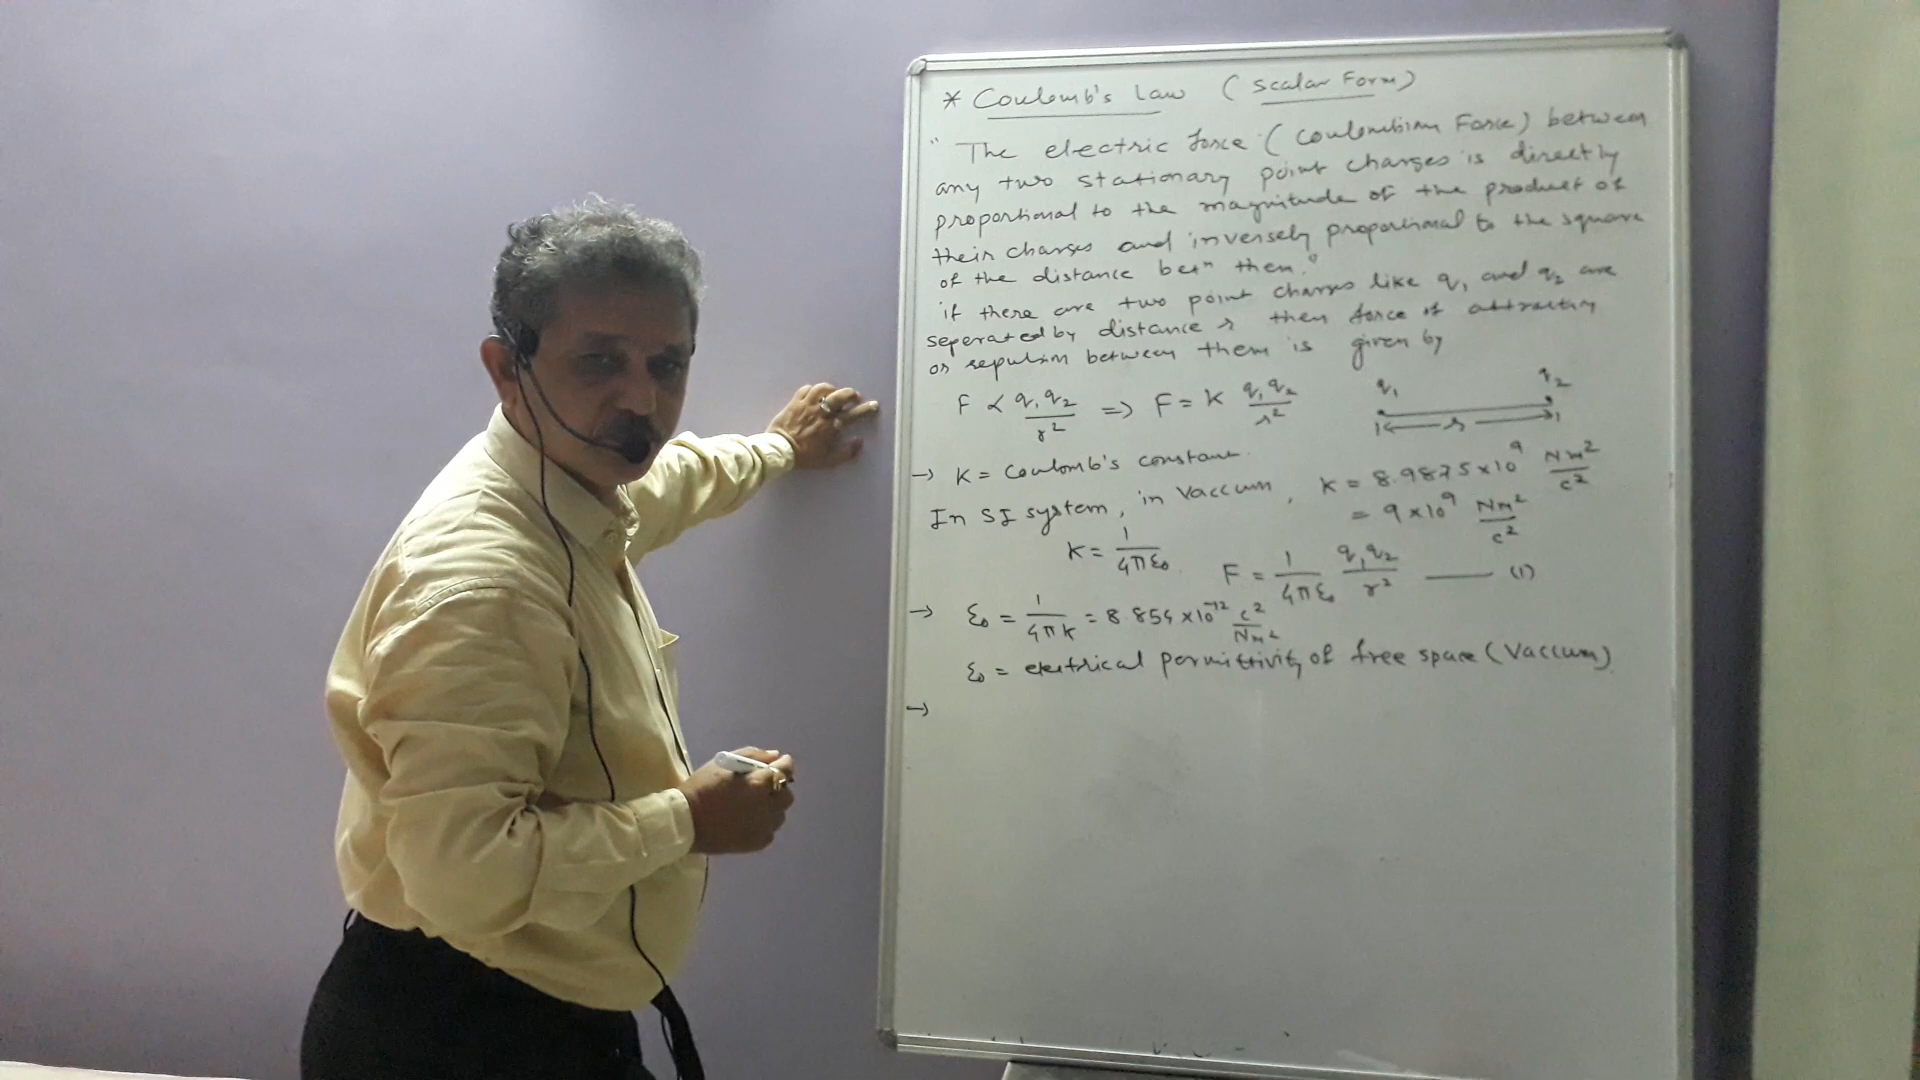 * Coulomb's Law (Scalar Form)
" The electric force (Coulombian Force) between
any two stationary point charges is directly
proportional to the magnitude of the product of
their charges and inversely proportional to the square
of the distance betn them."
if there are two point charges like q₁ and q₂ are
seperated by distance r then force of attraction
or repulsion between them is given by
F ∝ q₁q₂/r² => F = K q₁q₂/r²
q₁ q₂
r
→ K = Coulomb's constant.
In SI system, in vaccum, K = 8.9875 × 10⁹ Nm²/c²
= 9 × 10⁹ Nm²/c²
K = 1/4πε₀
F = 1/4πε₀ q₁q₂/r² —— (1)
→ ε₀ = 1/4πK = 8.854 × 10⁻¹² c²/Nm²
ε₀ = electrical permittivity of free space (Vaccum)
→